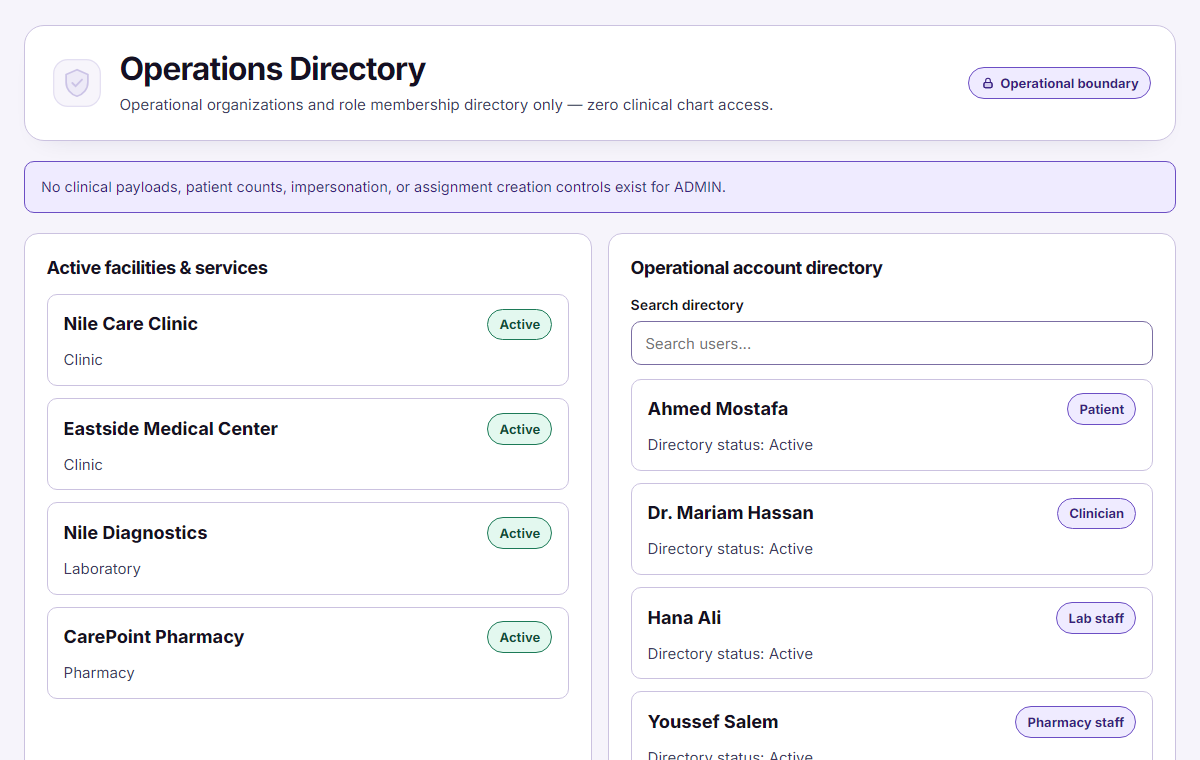 Operations Directory
Operational organizations and role membership directory only — zero clinical chart access.
Operational boundary
No clinical payloads, patient counts, impersonation, or assignment creation controls exist for ADMIN.
Active facilities & services
Nile Care Clinic
Active
Clinic
Eastside Medical Center
Active
Clinic
Nile Diagnostics
Active
Laboratory
CarePoint Pharmacy
Active
Pharmacy
Operational account directory
Search directory
Search users...
Ahmed Mostafa
Patient
Directory status: Active
Dr. Mariam Hassan
Clinician
Directory status: Active
Hana Ali
Lab staff
Directory status: Active
Youssef Salem
Pharmacy staff
Directory status: Active